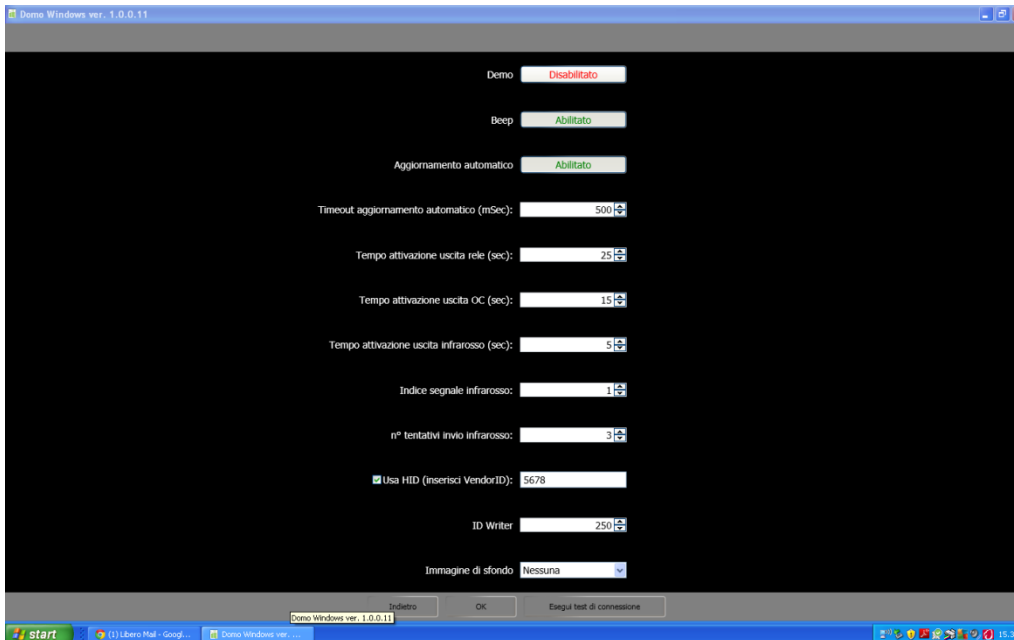 Domo Windows ver. 1.0.0.11
Demo Disabilitato
Beep Abilitato
Aggiornamento automatico Abilitato
Timeout aggiornamento automatico (mSec): 500
Tempo attivazione uscita rele (sec): 25
Tempo attivazione uscita OC (sec): 15
Tempo attivazione uscita infrarosso (sec): 5
Indice segnale infrarosso: 1
n° tentativi invio infrarosso: 3
Usa HID (inserisci VendorID): 5678
ID Writer 250
Immagine di sfondo Nessuna
Indietro OK Esegui test di connessione
Domo Windows ver. 1.0.0.11
start (1) Libero Mail - Googl... Domo Windows ver. ... 15.3